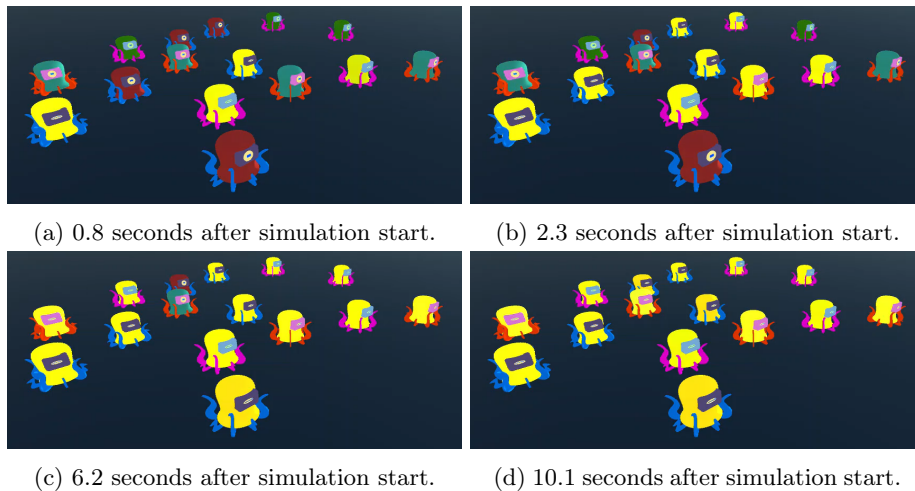 (a) 0.8 seconds after simulation start.
(b) 2.3 seconds after simulation start.
(c) 6.2 seconds after simulation start.
(d) 10.1 seconds after simulation start.